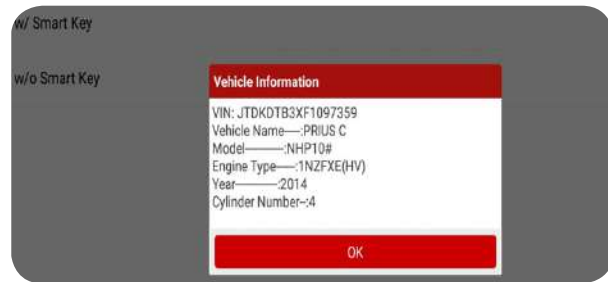 w/ Smart Key
w/o Smart Key
Vehicle Information
VIN: JTDKDTB3XF1097359
Vehicle Name----:PRIUS C
Model---------:NHP10#
Engine Type----:1NZFXE(HV)
Year---------:2014
Cylinder Number--:4
OK